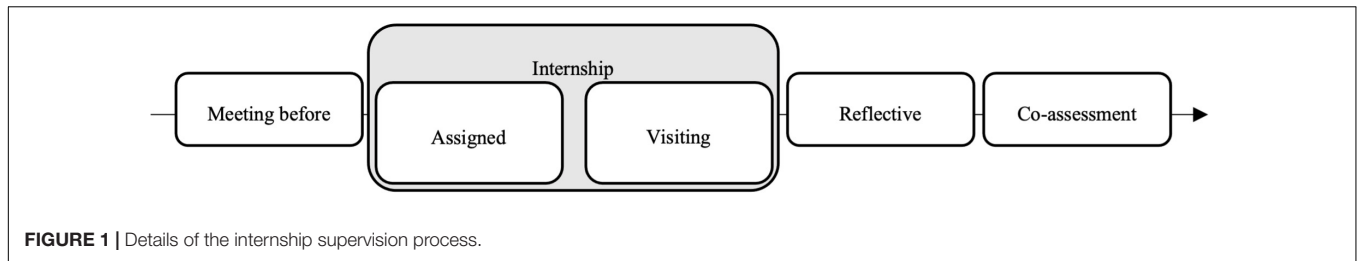 Meeting before
Internship
Assigned
Visiting
Reflective
Co-assessment
FIGURE 1 | Details of the internship supervision process.